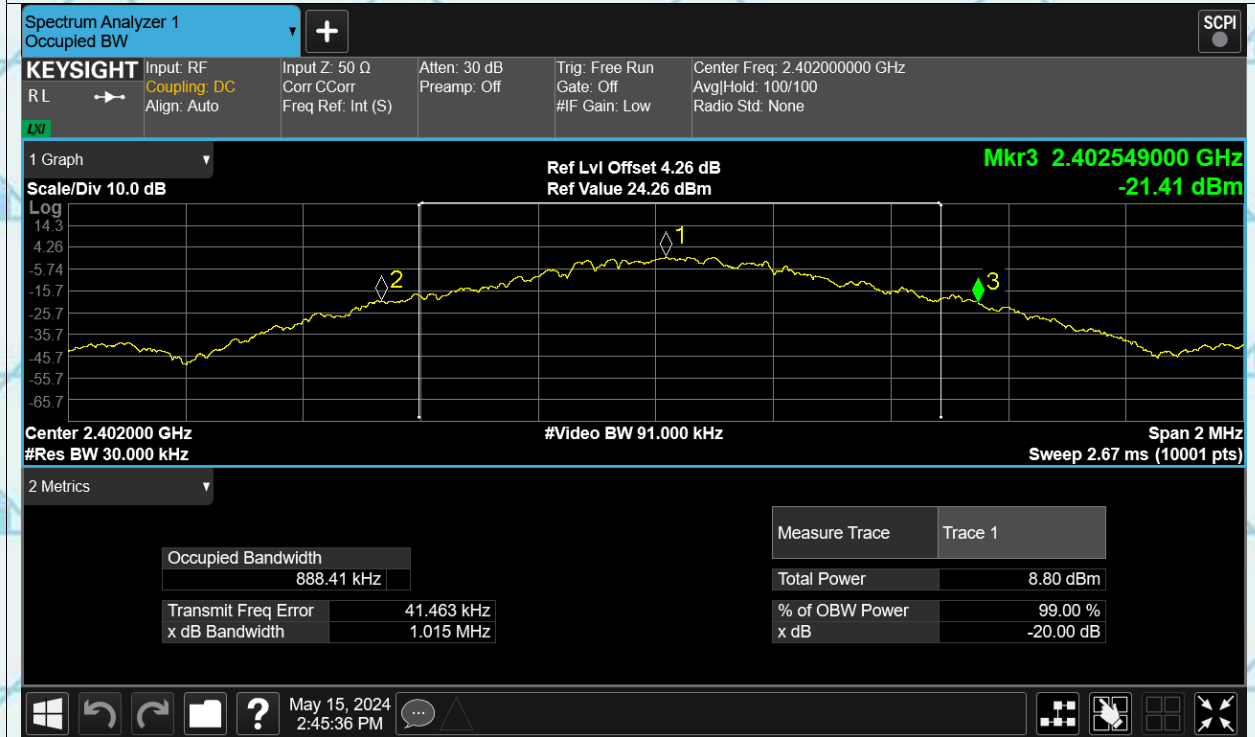 Spectrum Analyzer 1
Occupied BW
+
SCPI
KEYSIGHT
R L
LXI
Input: RF
Coupling: DC
Align: Auto
Input Z: 50 Ω
Corr CCorr
Freq Ref: Int (S)
Atten: 30 dB
Preamp: Off
Trig: Free Run
Gate: Off
#IF Gain: Low
Center Freq: 2.402000000 GHz
Avg|Hold: 100/100
Radio Std: None
1 Graph
Scale/Div 10.0 dB
Ref Lvl Offset 4.26 dB
Ref Value 24.26 dBm
Mkr3 2.402549000 GHz
-21.41 dBm
Log
14.3
4.26
-5.74
-15.7
-25.7
-35.7
-45.7
-55.7
-65.7
1
2
3
Center 2.402000 GHz
#Video BW 91.000 kHz
Span 2 MHz
#Res BW 30.000 kHz
Sweep 2.67 ms (10001 pts)
2 Metrics
Measure Trace Trace 1
Occupied Bandwidth
888.41 kHz
Total Power 8.80 dBm
Transmit Freq Error 41.463 kHz
% of OBW Power 99.00 %
x dB Bandwidth 1.015 MHz
x dB -20.00 dB
?
May 15, 2024
2:45:36 PM